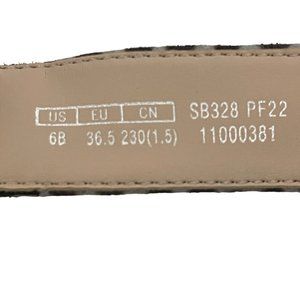 US EU CN SB328 PF22
6B 36.5 230(1.5) 11000381